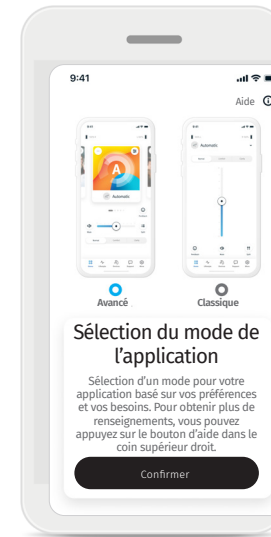 9:41
Aide
Automatic
A
Automatic
Avancé
Classique
Sélection du mode de
l'application
Sélection d'un mode pour votre
application basé sur vos préférences
et vos besoins. Pour obtenir plus de
renseignements, vous pouvez
appuyez sur le bouton d'aide dans le
coin supérieur droit.
Confirmer